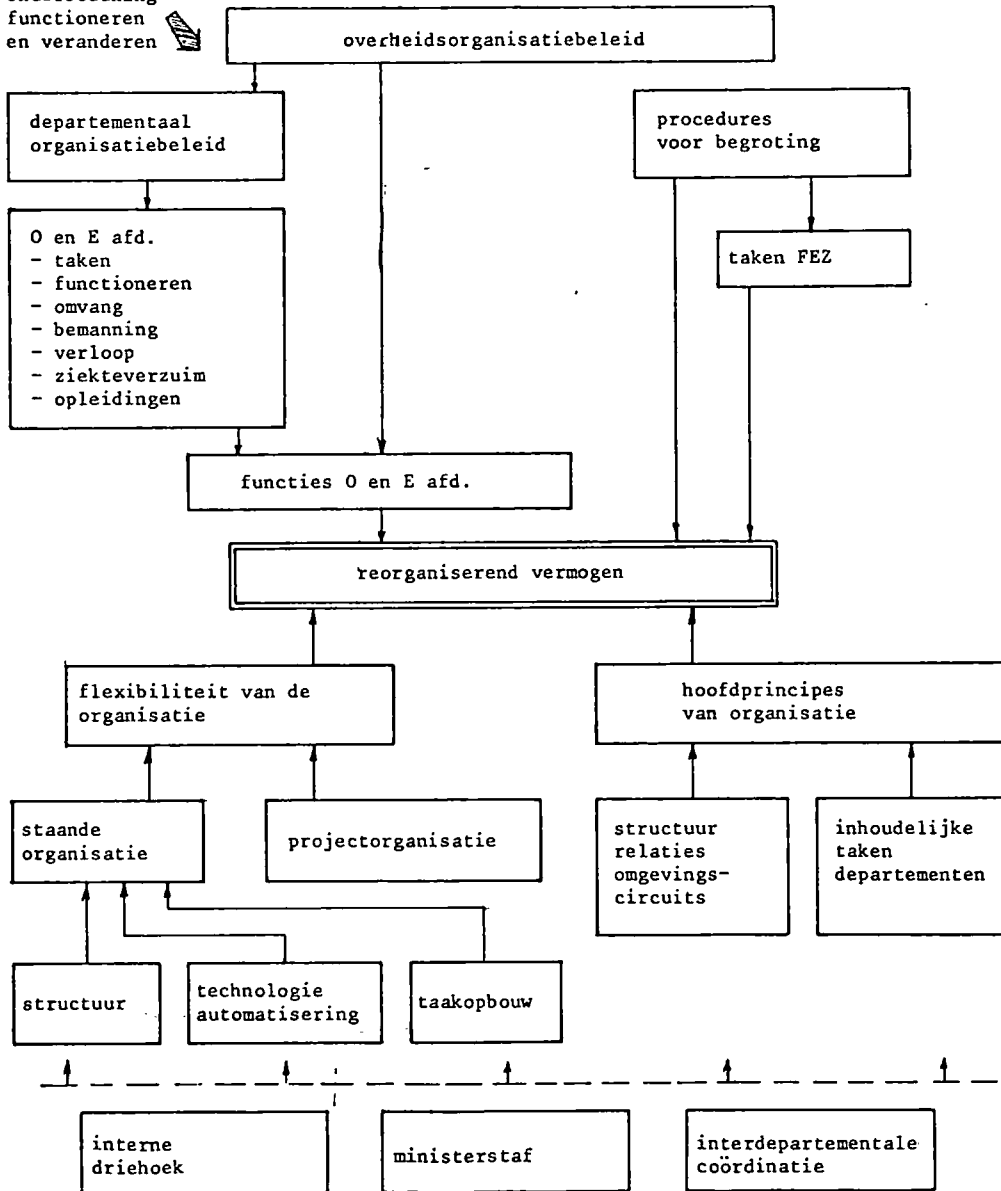 functioneren
en veranderen
overheidsorganisatiebeleid
departementaal
organisatiebeleid
procedures
voor begroting
O en E afd.
- taken
- functioneren
- omvang
- bemanning
- verloop
- ziekteverzuim
- opleidingen
taken FEZ
functies O en E afd.
reorganiserend vermogen
flexibiliteit van de
organisatie
hoofdprincipes
van organisatie
staande
organisatie
projectorganisatie
structuur
relaties
omgevings-
circuits
inhoudelijke
taken
departementen
structuur
technologie
automatisering
taakopbouw
interne
driehoek
ministerstaf
interdepartementale
coördinatie